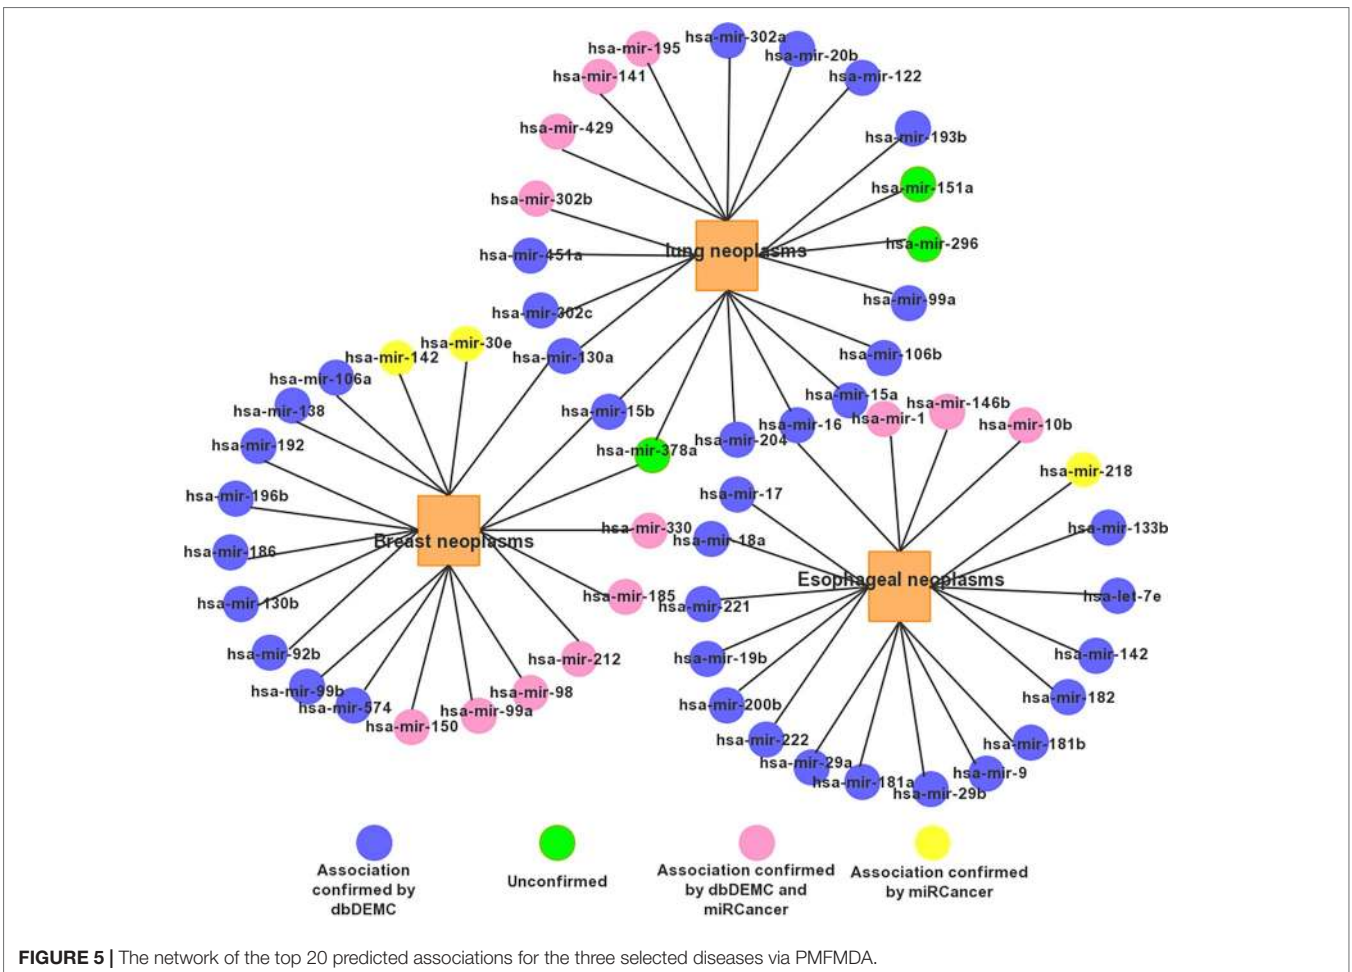 hsa-mir-302a
hsa-mir-195
hsa-mir-20b
hsa-mir-141
hsa-mir-122
hsa-mir-429
hsa-mir-193b
hsa-mir-151a
hsa-mir-302b
hsa-mir-296
lung neoplasms
hsa-mir-451a
hsa-mir-99a
hsa-mir-302c
hsa-mir-30e
hsa-mir-142
hsa-mir-130a
hsa-mir-106b
hsa-mir-106a
hsa-mir-15a
hsa-mir-146b
hsa-mir-138
hsa-mir-15b
hsa-mir-1
hsa-mir-16
hsa-mir-10b
hsa-mir-192
hsa-mir-378a
hsa-mir-204
hsa-mir-218
hsa-mir-196b
hsa-mir-17
hsa-mir-330
hsa-mir-133b
Breast neoplasms
hsa-mir-18a
hsa-mir-186
Esophageal neoplasms
hsa-mir-130b
hsa-mir-185
hsa-mir-221
hsa-let-7e
hsa-mir-92b
hsa-mir-212
hsa-mir-19b
hsa-mir-142
hsa-mir-99b
hsa-mir-98
hsa-mir-182
hsa-mir-574
hsa-mir-99a
hsa-mir-200b
hsa-mir-150
hsa-mir-222
hsa-mir-181b
hsa-mir-29a
hsa-mir-9
hsa-mir-181a
hsa-mir-29b
Association
confirmed by
dbDEMC
Unconfirmed
Association confirmed
by dbDEMC and
miRCancer
Association confirmed
by miRCancer
FIGURE 5 | The network of the top 20 predicted associations for the three selected diseases via PMFMDA.